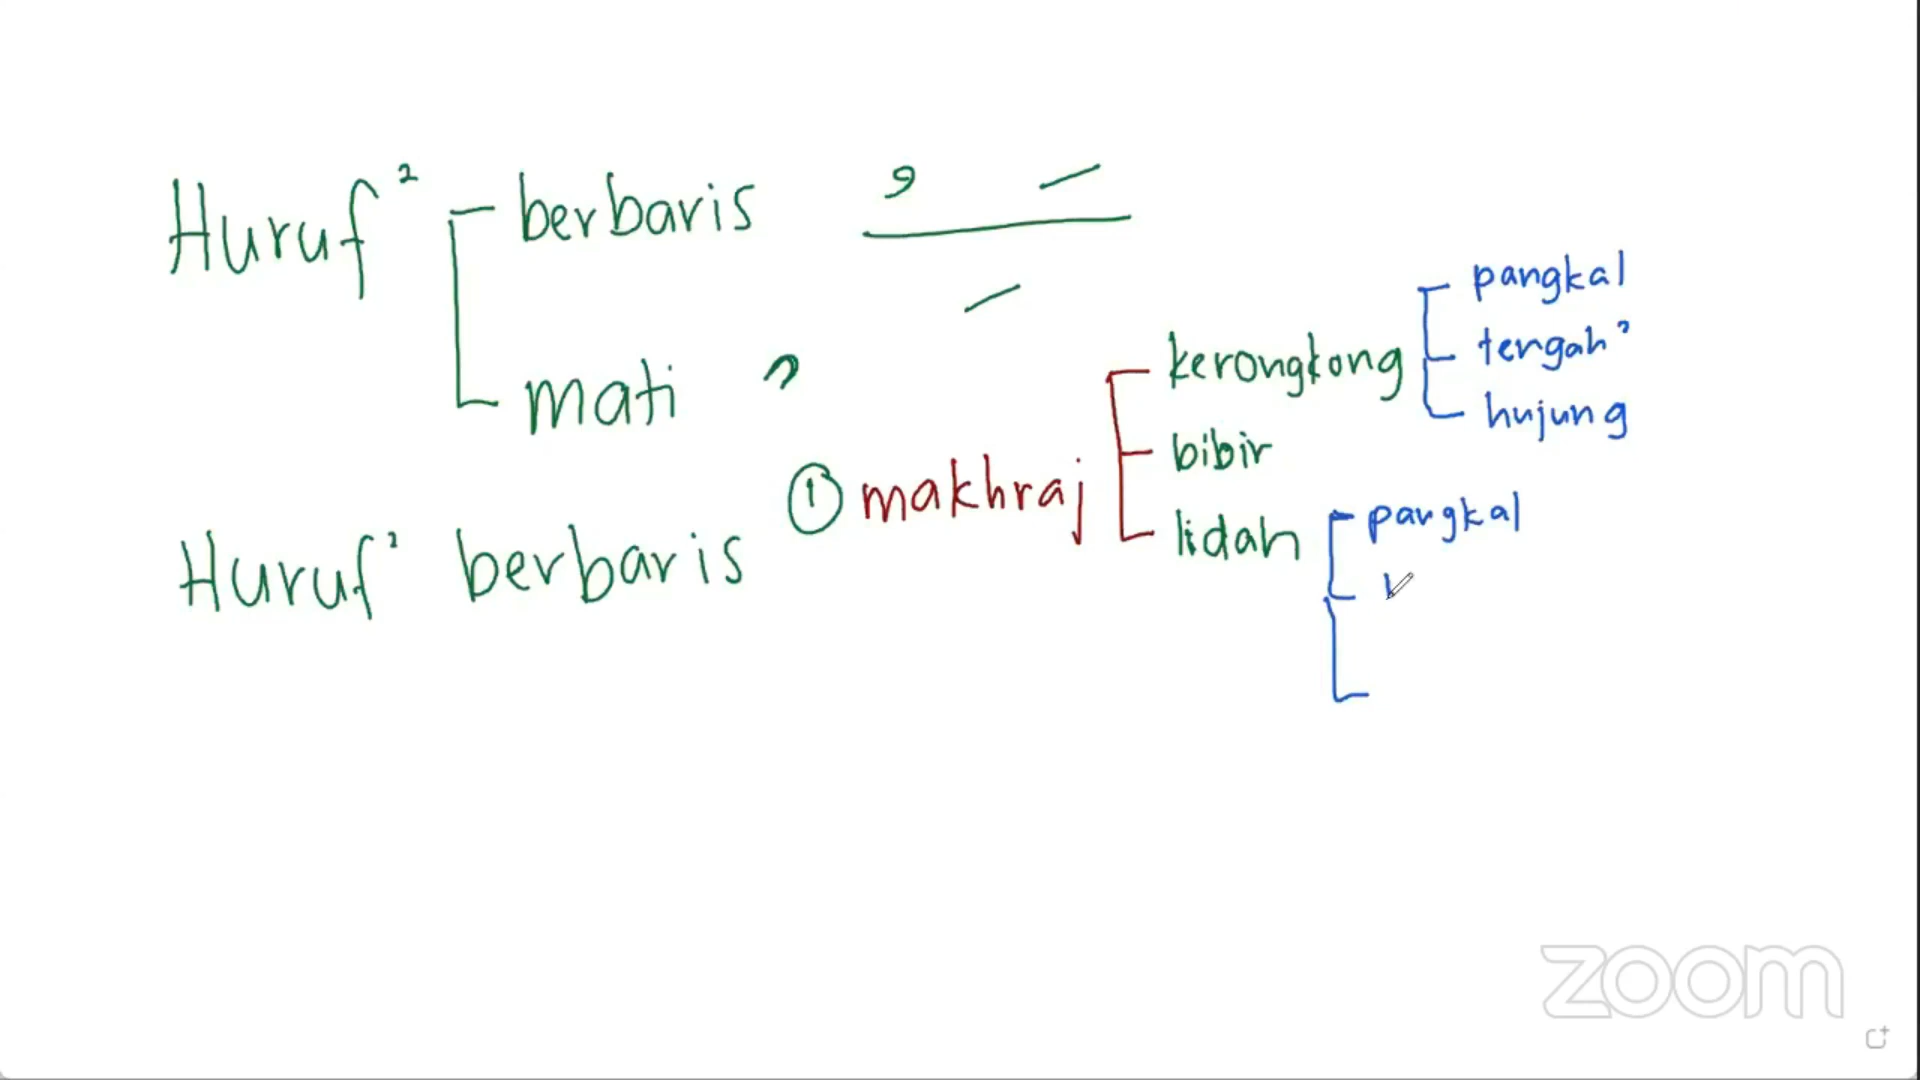 Huruf² berbaris
mati
kerongkong
pangkal
tengah²
hujung
bibir
① makhraj
lidah
pangkal
Huruf² berbaris
zoom